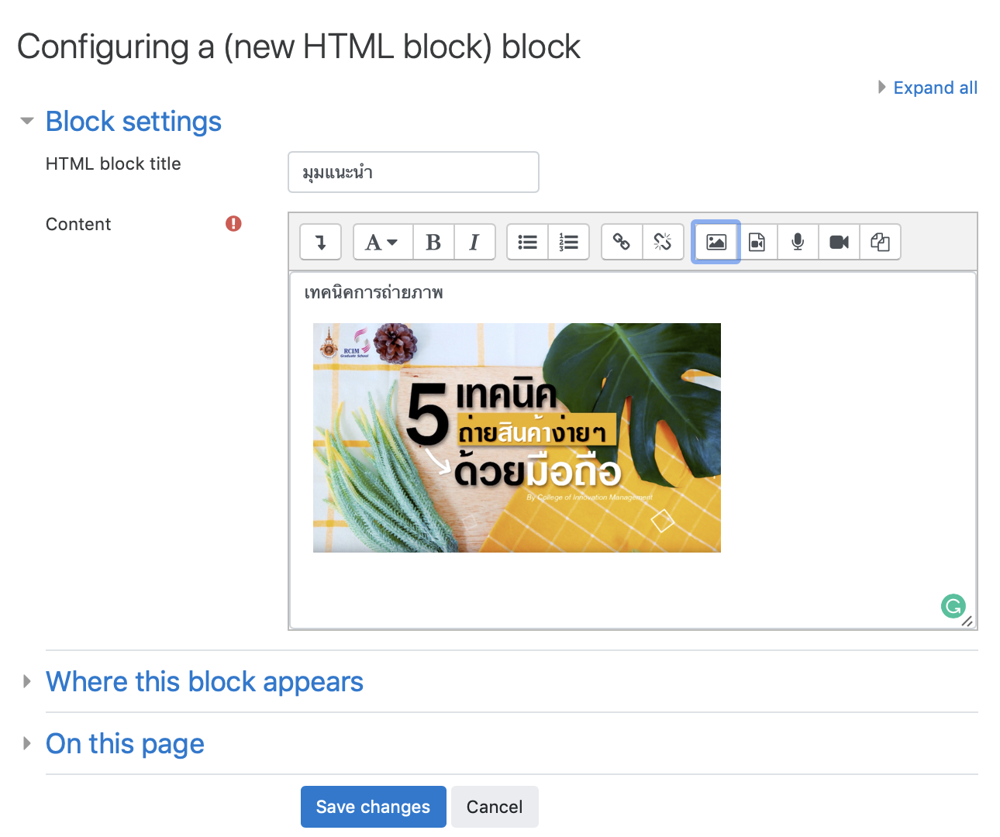 Configuring a (new HTML block) block
Expand all
Block settings
HTML block title
มุมแนะนำ
Content
A
B
I
เทคนิคการถ่ายภาพ
RCIM
Graduate School
5 เทคนิค
ถ่ายสินค้าง่ายๆ
ด้วยมือถือ
By College of Innovation Management
Where this block appears
On this page
Save changes
Cancel